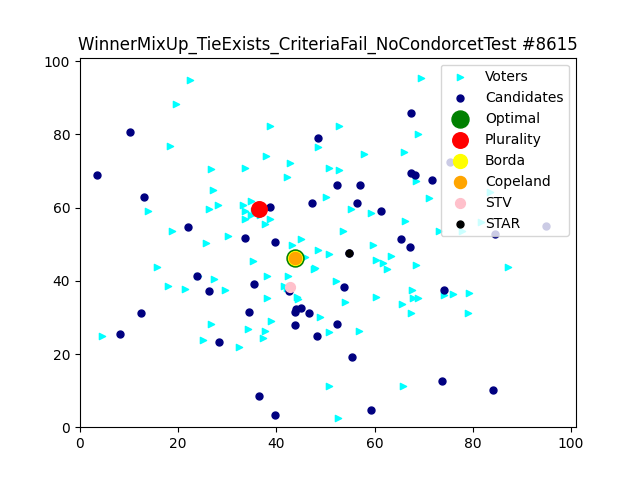 WinnerMixUp_TieExists_CriteriaFail_NoCondorcetTest #8615
100
80
60
40
20
0
0 20 40 60 80 100
Voters
Candidates
Optimal
Plurality
Borda
Copeland
STV
STAR